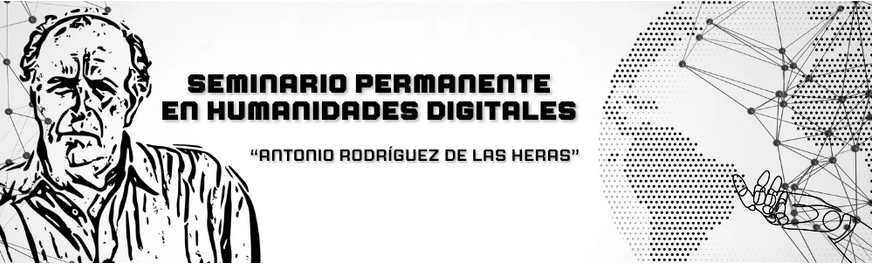 SEMINARIO PERMANENTE
EN HUMANIDADES DIGITALES
“ANTONIO RODRÍGUEZ DE LAS HERAS”